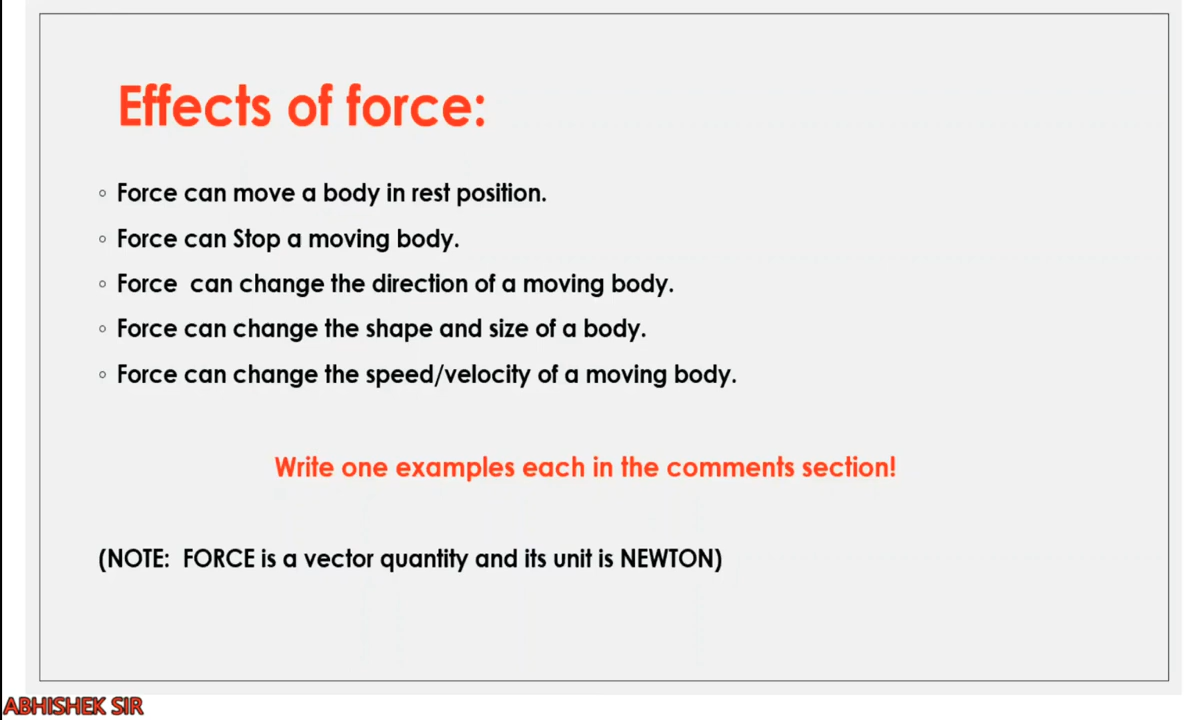 Effects of force:
◦ Force can move a body in rest position.
◦ Force can Stop a moving body.
◦ Force  can change the direction of a moving body.
◦ Force can change the shape and size of a body.
◦ Force can change the speed/velocity of a moving body.
Write one examples each in the comments section!
(NOTE:  FORCE is a vector quantity and its unit is NEWTON)
ABHISHEK SIR